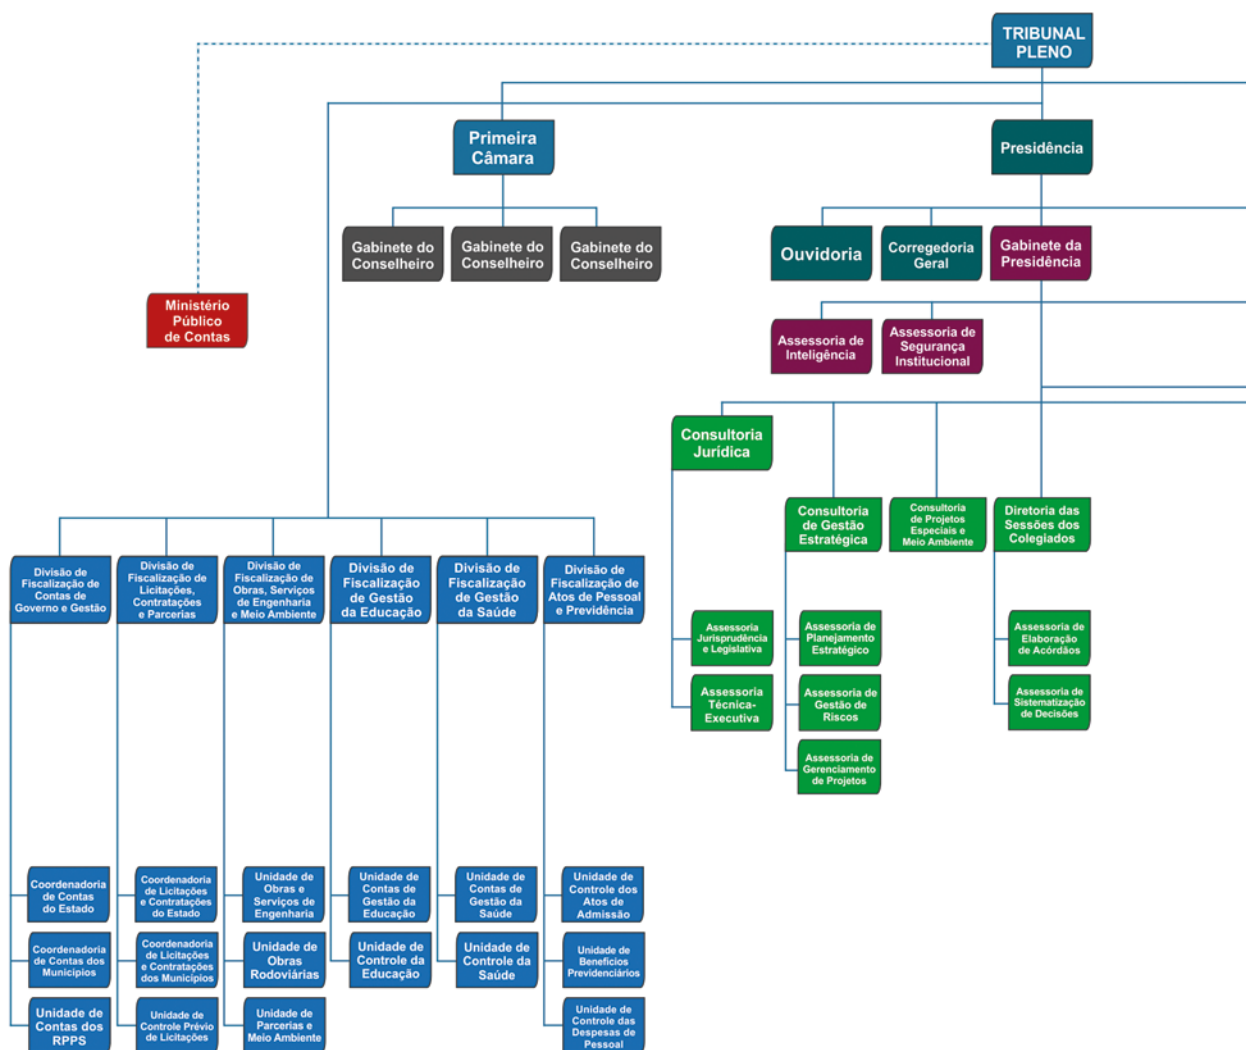 TRIBUNAL
PLENO
Primeira
Câmara
Presidência
Gabinete do
Conselheiro
Gabinete do
Conselheiro
Gabinete do
Conselheiro
Ouvidoria
Corregedoria
Geral
Gabinete da
Presidência
Ministério
Público
de Contas
Assessoria de
Inteligência
Assessoria de
Segurança
Institucional
Consultoria
Jurídica
Consultoria
de Gestão
Estratégica
Consultoria
de Projetos
Especiais e
Meio Ambiente
Diretoria das
Sessões dos
Colegiados
Divisão de
Fiscalização de
Contas de
Governo e Gestão
Divisão de
Fiscalização de
Licitações,
Contratações
e Parcerias
Divisão de
Fiscalização de
Obras, Serviços
de Engenharia
e Meio Ambiente
Divisão de
Fiscalização
de Gestão
da Educação
Divisão de
Fiscalização
de Gestão
da Saúde
Divisão de
Fiscalização de
Atos de Pessoal
e Previdência
Assessoria
Jurisprudência
e Legislativa
Assessoria de
Planejamento
Estratégico
Assessoria de
Elaboração
de Acórdãos
Assessoria
Técnica-
Executiva
Assessoria de
Gestão de
Riscos
Assessoria de
Sistematização
de Decisões
Assessoria de
Gerenciamento
de Projetos
Coordenadoria
de Contas
do Estado
Coordenadoria
de Licitações
e Contratações
do Estado
Unidade de
Obras e
Serviços de
Engenharia
Unidade de
Contas de
Gestão da
Educação
Unidade de
Contas de
Gestão da
Saúde
Unidade de
Controle dos
Atos de
Admissão
Coordenadoria
de Contas dos
Municípios
Coordenadoria
de Licitações
e Contratações
dos Municípios
Unidade de
Obras
Rodoviárias
Unidade de
Controle da
Educação
Unidade de
Controle da
Saúde
Unidade de
Benefícios
Previdenciários
Unidade de
Contas dos
RPPS
Unidade de
Controle Prévio
de Licitações
Unidade de
Parcerias e
Meio Ambiente
Unidade de
Controle das
Despesas de
Pessoal